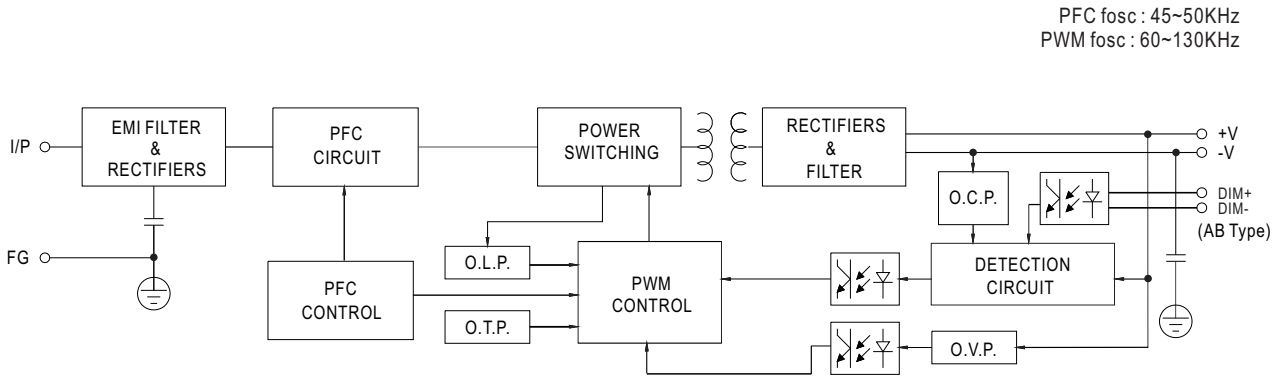 PFC fosc : 45~50KHz
PWM fosc : 60~130KHz
I/P
EMI FILTER
&
RECTIFIERS
PFC
CIRCUIT
POWER
SWITCHING
RECTIFIERS
&
FILTER
+V
-V
O.C.P.
DIM+
DIM-
(AB Type)
FG
O.L.P.
PFC
CONTROL
PWM
CONTROL
DETECTION
CIRCUIT
O.T.P.
O.V.P.